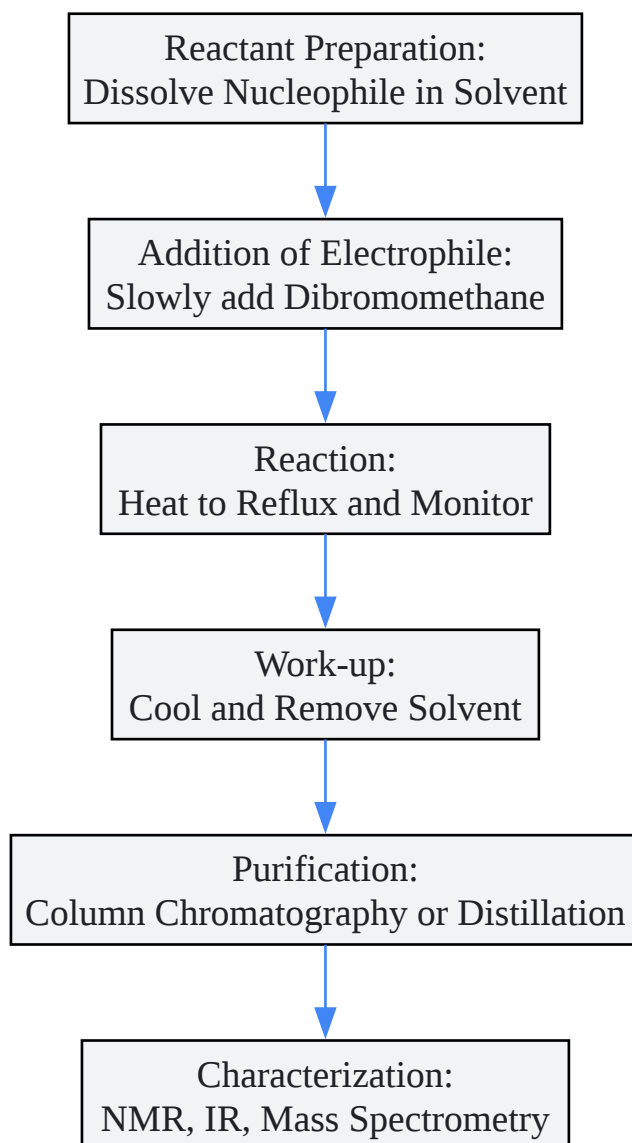 Reactant Preparation:
Dissolve Nucleophile in Solvent
Addition of Electrophile:
Slowly add Dibromomethane
Reaction:
Heat to Reflux and Monitor
Work-up:
Cool and Remove Solvent
Purification:
Column Chromatography or Distillation
Characterization:
NMR, IR, Mass Spectrometry